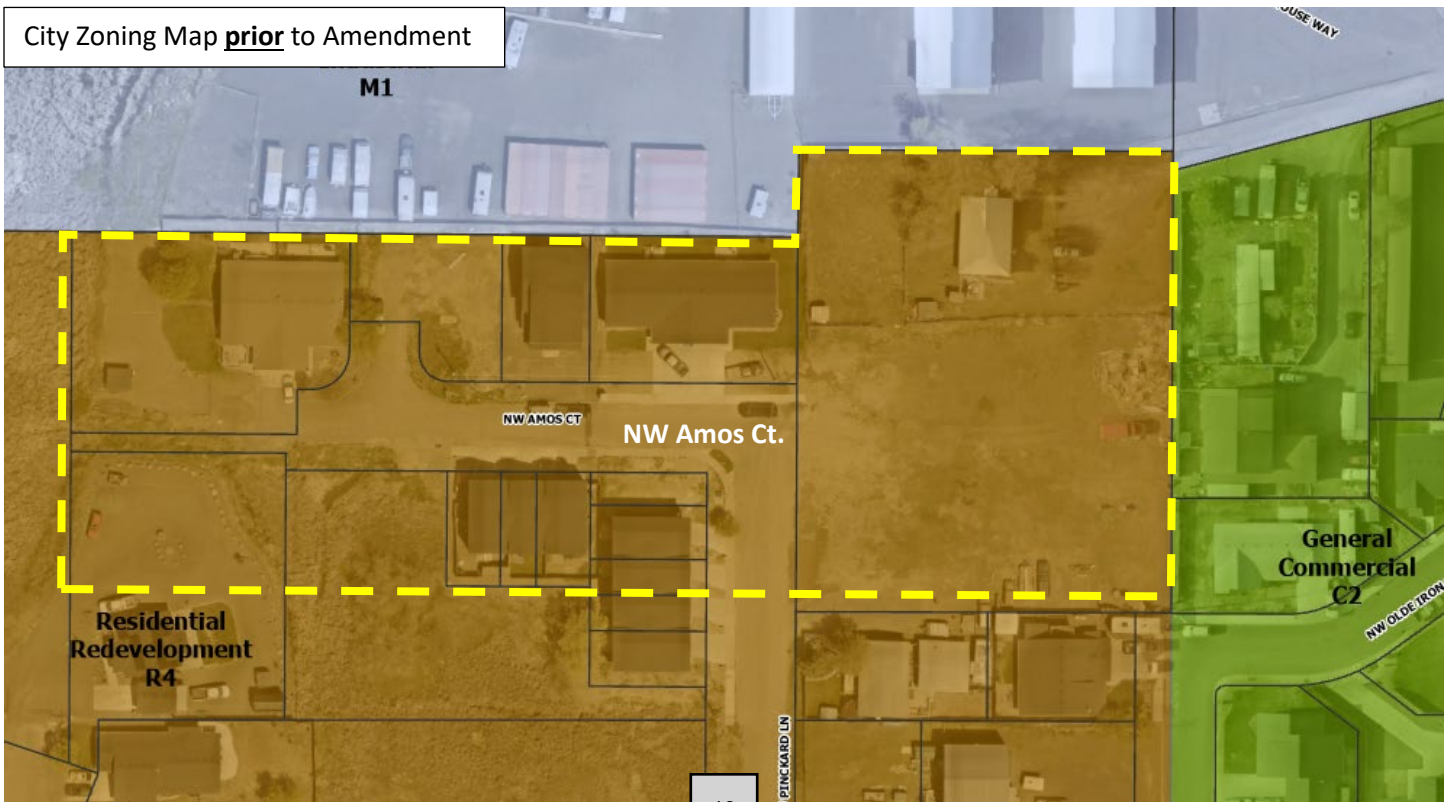 City Zoning Map prior to Amendment
M1
NW AMOS CT
NW Amos Ct.
General
Commercial
C2
NW OLDE IRON
Residential
Redevelopment
R4
PINCKARD LN